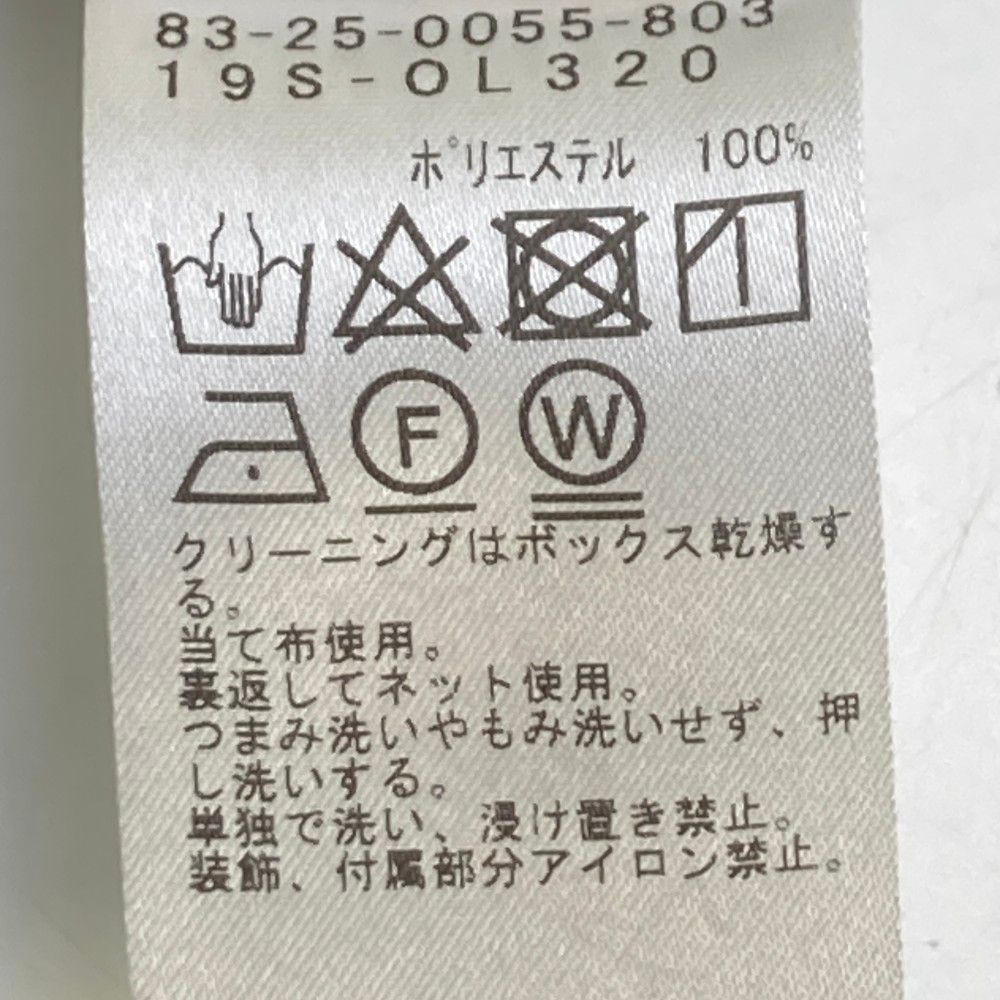 83-25-0055-803
19S-OL320
ポリエステル 100%
F W
クリーニングはボックス乾燥す
る。
当て布使用。
裏返してネット使用。
つまみ洗いやもみ洗いせず、押
し洗いする。
単独で洗い、浸け置き禁止。
装飾、付属部分アイロン禁止。